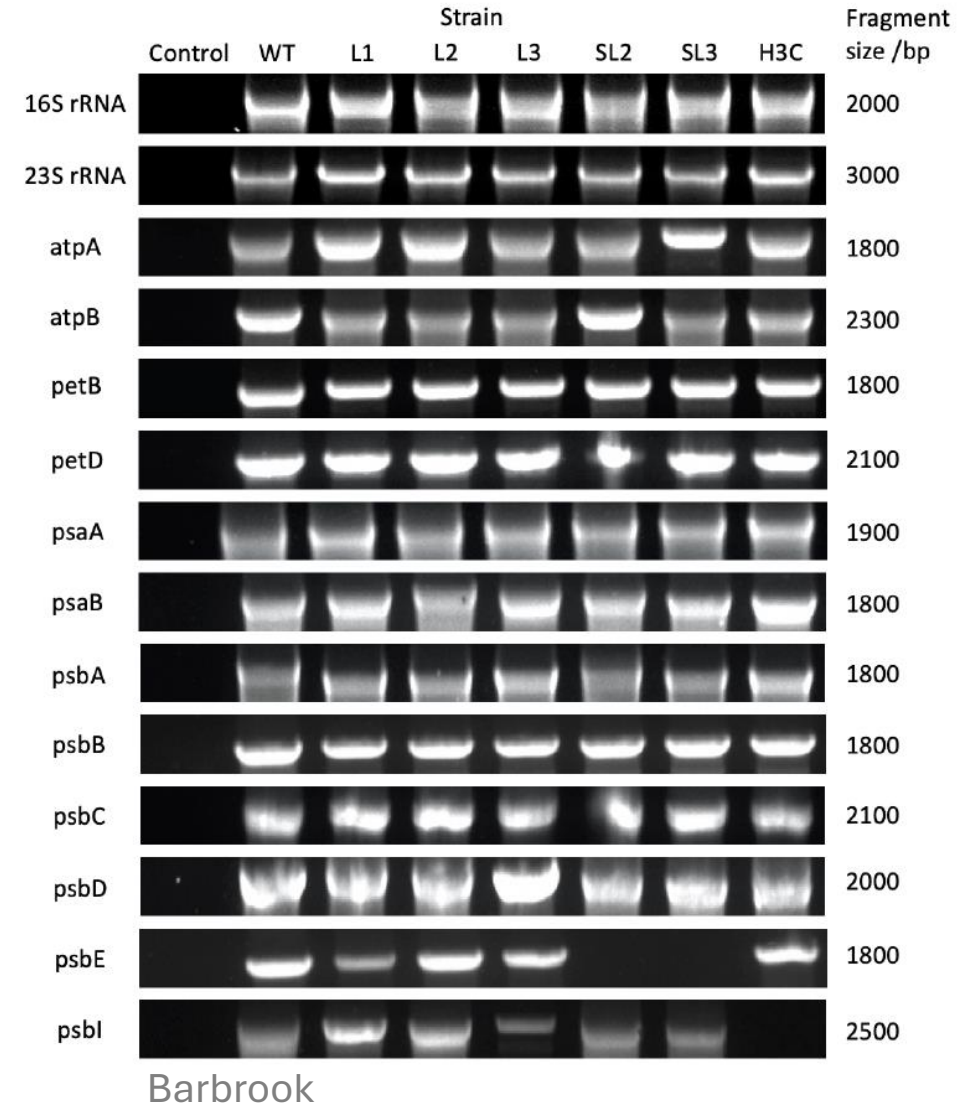 Strain
Fragment
size /bp
Control WT L1 L2 L3 SL2 SL3 H3C
16S rRNA 2000
23S rRNA 3000
atpA 1800
atpB 2300
petB 1800
petD 2100
psaA 1900
psaB 1800
psbA 1800
psbB 1800
psbC 2100
psbD 2000
psbE 1800
psbI 2500
Barbrook